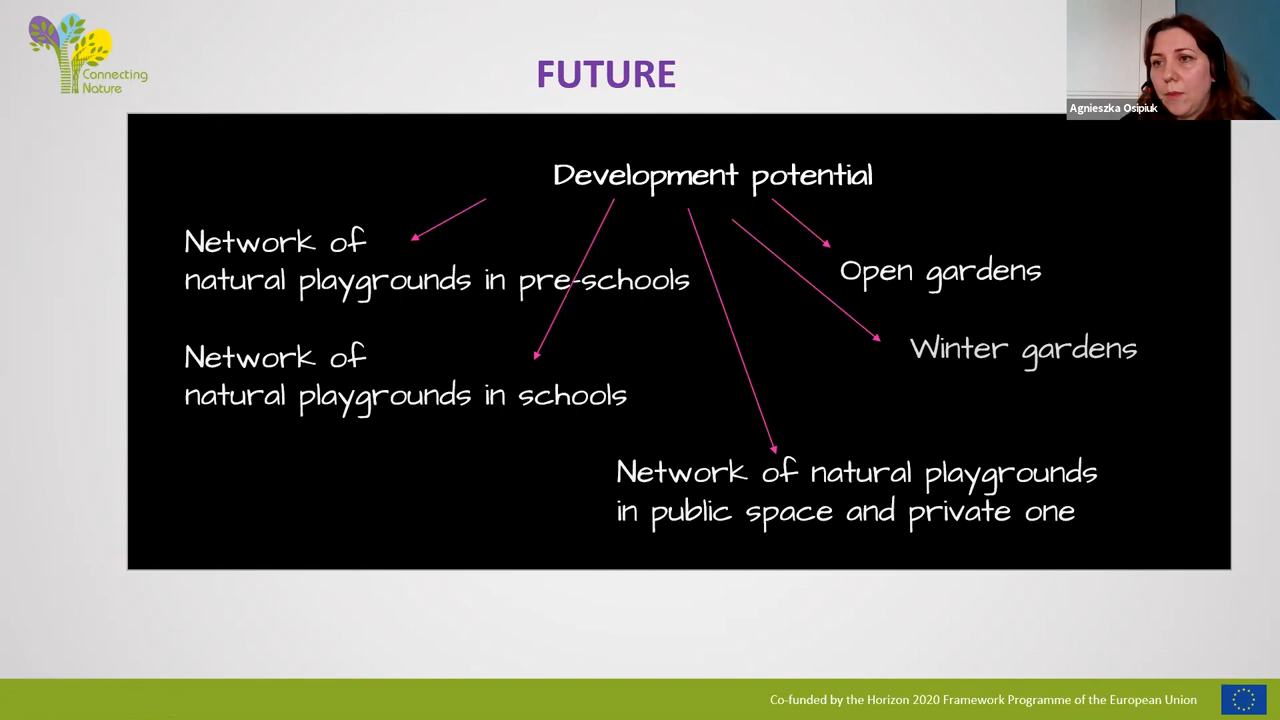 Connecting
Nature
FUTURE
Agnieszka Osipiuk
Development potential
Network of
natural playgrounds in pre-schools
Open gardens
Winter gardens
Network of
natural playgrounds in schools
Network of natural playgrounds
in public space and private one
Co-funded by the Horizon 2020 Framework Programme of the European Union